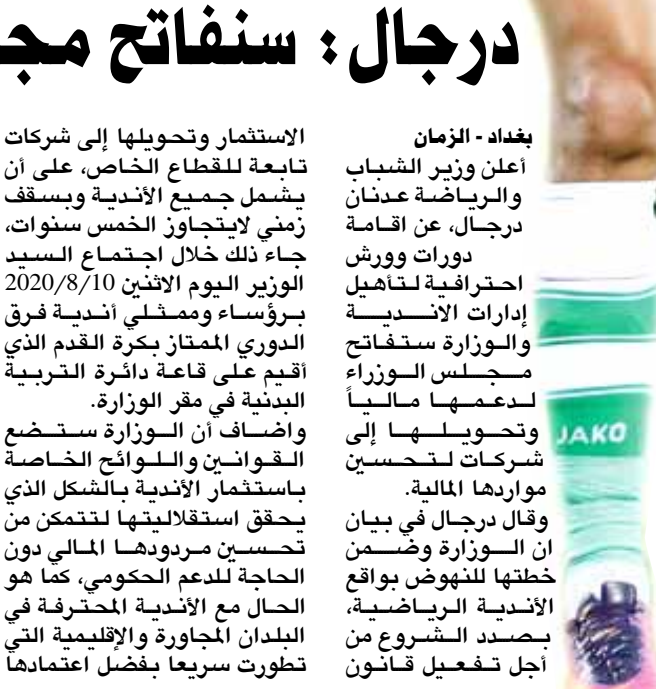 درجال: سنفاتح مجـ
بغداد - الزمان
أعلن وزير الشباب
والرياضة عدنان
درجال، عن اقامة
دورات وورش
احترافية لتأهيل
إدارات الانديـة
والوزارة ستفاتح
مجلس الوزراء
لدعمها مالياً
وتحويلها إلى
شركات لتحسين
مواردها المالية.
وقال درجال في بيان
ان الوزارة وضمن
خطتها للنهوض بواقع
الأندية الرياضية،
بصدد الشروع من
أجل تفعيل قانون
الاستثمار وتحويلها إلى شركات
تابعة للقطاع الخاص، على أن
يشمل جميع الأندية وبسقف
زمني لايتجاوز الخمس سنوات،
جاء ذلك خلال اجتماع السيد
الوزير اليوم الاثنين 2020/8/10
برؤساء وممثلي أندية فرق
الدوري الممتاز بكرة القدم الذي
أقيم على قاعة دائرة التربية
البدنية في مقر الوزارة.
واضاف أن الوزارة ستضع
القوانين واللوائح الخاصة
باستثمار الأندية بالشكل الذي
يحقق استقلاليتها لتتمكن من
تحسين مردودها المالي دون
الحاجة للدعم الحكومي، كما هو
الحال مع الأندية المحترفة في
البلدان المجاورة والإقليمية التي
تطورت سريعا بفضل اعتمادها
JAKO